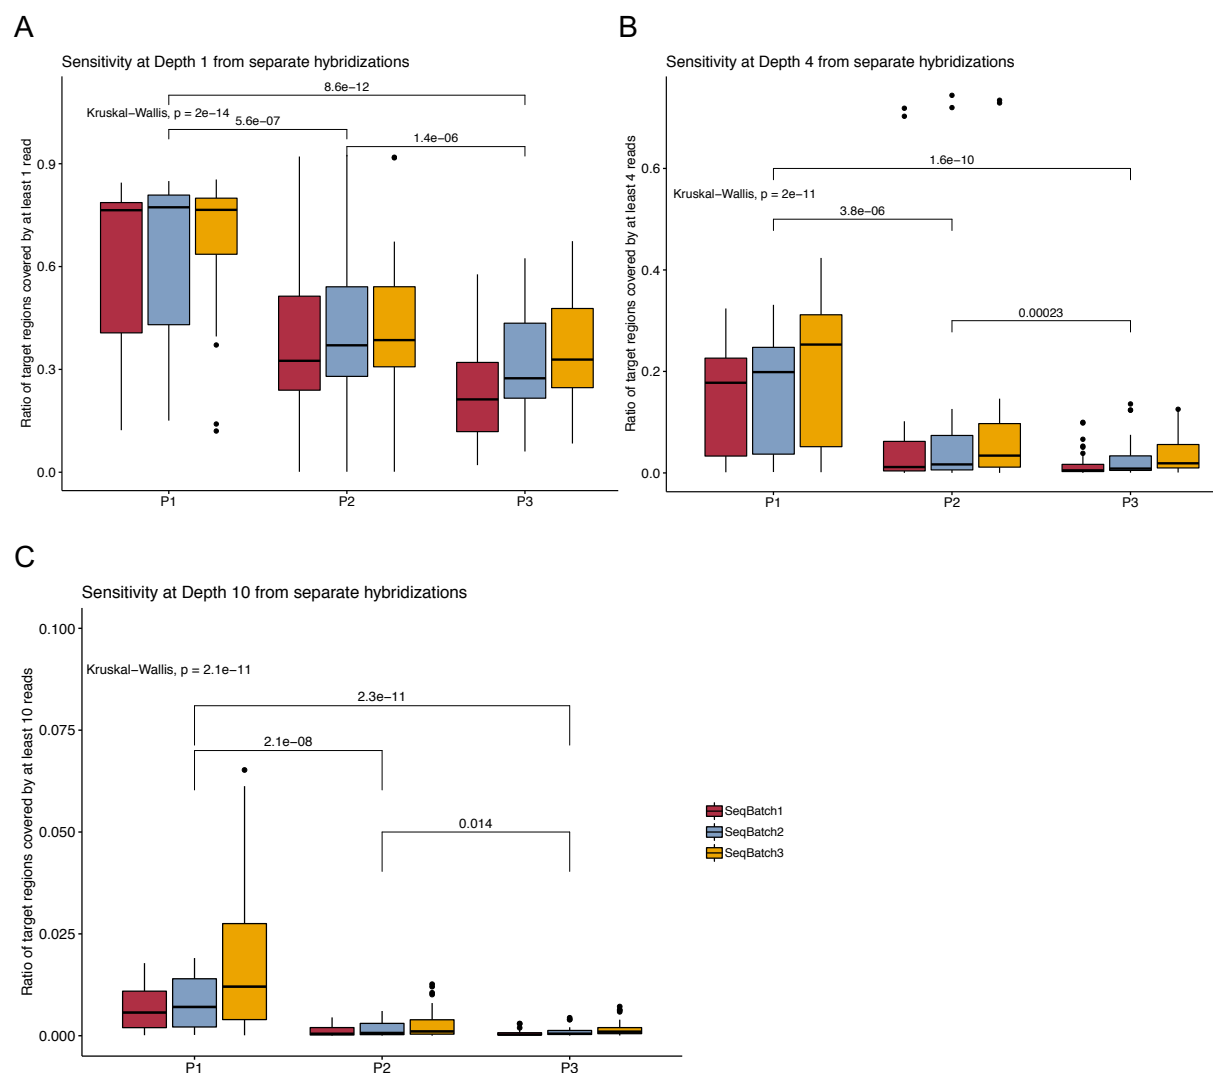 A
Sensitivity at Depth 1 from separate hybridizations
Ratio of target regions covered by at least 1 read
8.6e−12
Kruskal−Wallis, p = 2e−14
5.6e−07
1.4e−06
0.9
0.6
0.3
0.0
P1 P2 P3
B
Sensitivity at Depth 4 from separate hybridizations
Ratio of target regions covered by at least 4 reads
1.6e−10
Kruskal−Wallis, p = 2e−11
3.8e−06
0.00023
0.6
0.4
0.2
0.0
P1 P2 P3
C
Sensitivity at Depth 10 from separate hybridizations
Ratio of target regions covered by at least 10 reads
0.100
Kruskal−Wallis, p = 2.1e−11
2.3e−11
2.1e−08
0.014
0.075
0.050
0.025
0.000
P1 P2 P3
SeqBatch1
SeqBatch2
SeqBatch3